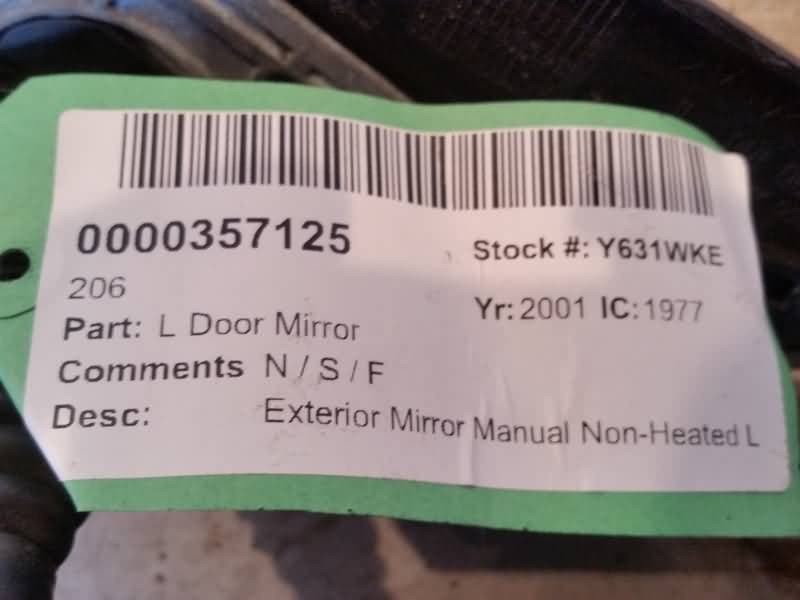 0000357125
Stock #: Y631WKE
206
Yr: 2001 IC: 1977
Part: L Door Mirror
Comments N / S / F
Desc: Exterior Mirror Manual Non-Heated L